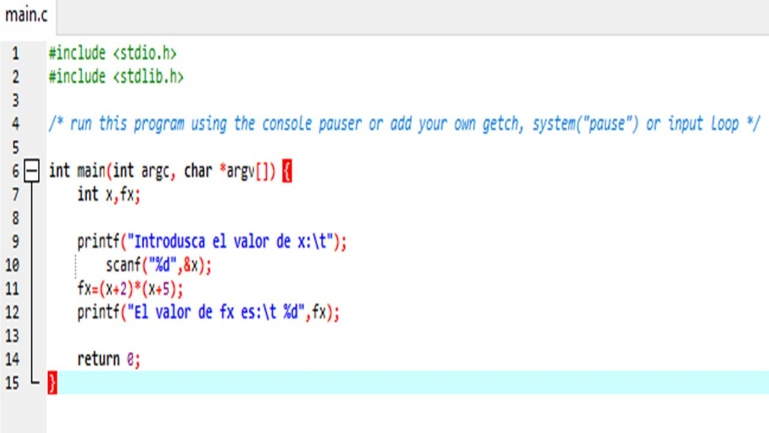 main.c
1 #include <stdio.h>
2 #include <stdlib.h>
3
4 /* run this program using the console pauser or add your own getch, system("pause") or input loop */
5
6 int main(int argc, char *argv[]) {
7 int x,fx;
8
9 printf("Introdusca el valor de x:\t");
10 scanf("%d",&x);
11 fx=(x+2)*(x+5);
12 printf("El valor de fx es:\t %d",fx);
13
14 return 0;
15 }